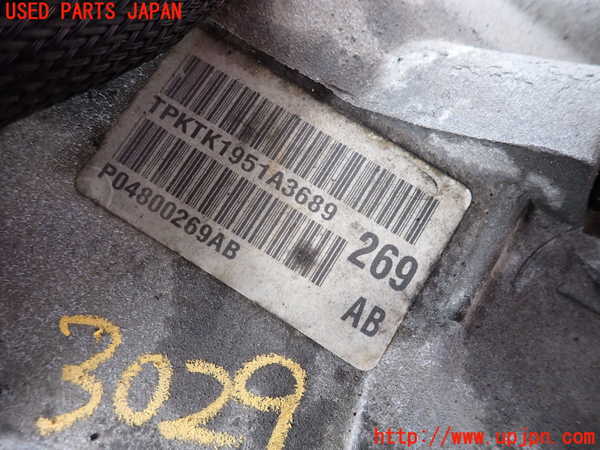 USED PARTS JAPAN
TPKTK1951A3689
P04800269AB
269
AB
3029
http://www.upjpn.com/